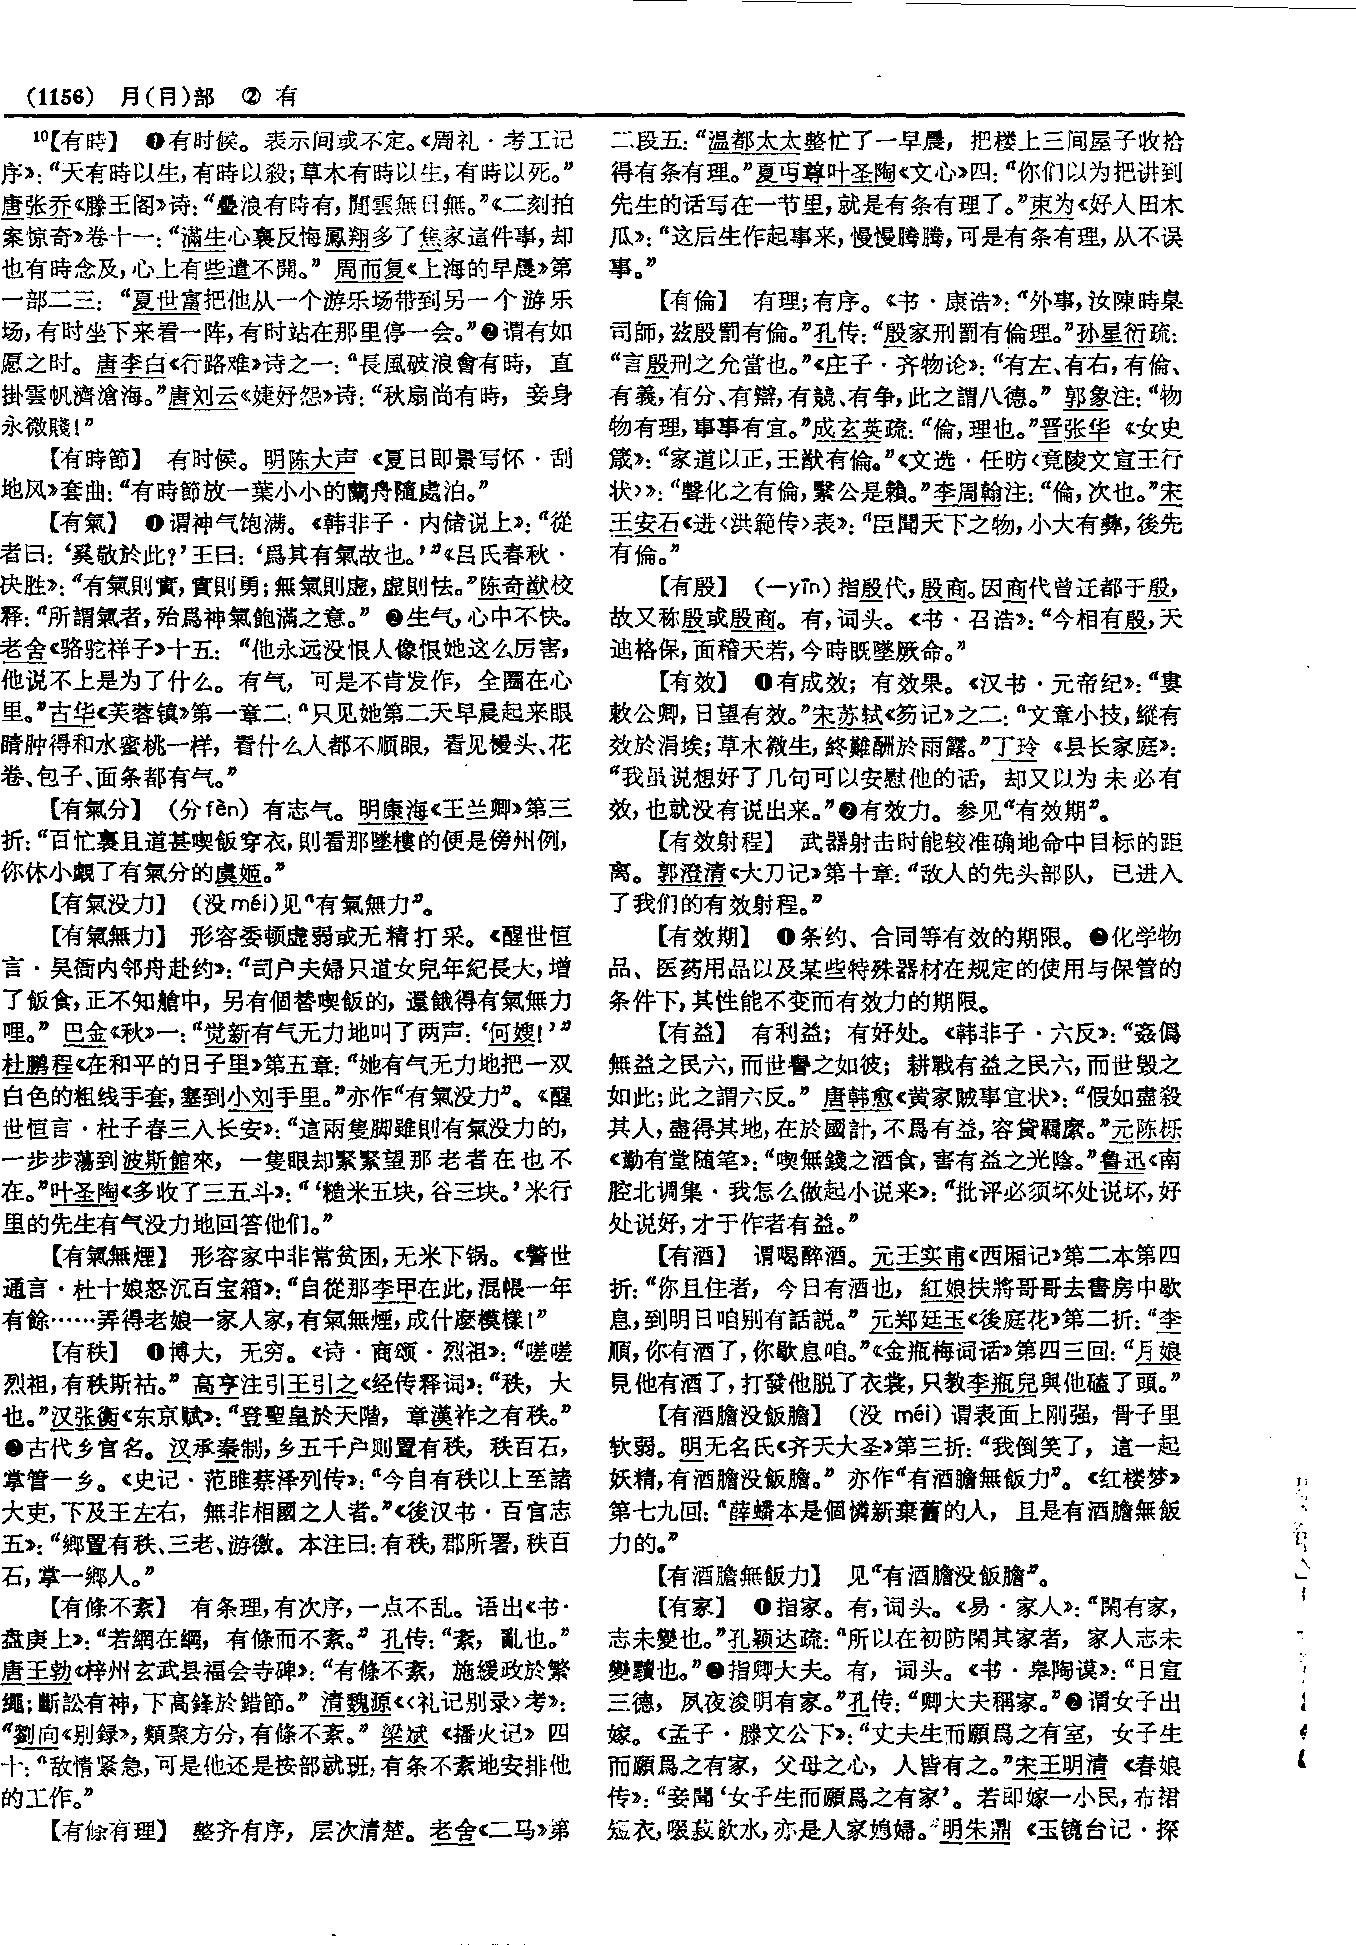 (1156) 月(⺝)部 ② 有
10【有時】 ❶有时候。表示间或不定。《周礼·考工记
序》：“天有時以生，有時以殺；草木有時以生，有時以死。”
唐张乔《滕王阁》诗：“疊浪有時有，閒雲無日無。”《二刻拍
案惊奇》卷十一：“滿生心裏反悔鳳翔多了焦家這件事，却
也有時念及，心上有些遣不開。” 周而复《上海的早晨》第
一部二三：“夏世富把他从一个游乐场带到另一个游乐
场，有时坐下来看一阵，有时站在那里停一会。”❷谓有如
愿之时。唐李白《行路难》诗之一：“長風破浪會有時，直
掛雲帆濟滄海。”唐刘云《婕好怨》诗：“秋扇尚有時，妾身
永微賤！”
【有時節】 有时候。明陈大声《夏日即景写怀·刮
地风》套曲：“有時節放一葉小小的蘭舟隨處泊。”
【有氣】 ❶谓神气饱满。《韩非子·内储说上》：“從
者曰：‘奚敬於此？’王曰：‘爲其有氣故也。’”《吕氏春秋·
决胜》：“有氣則實，實則勇；無氣則虚，虚則怯。”陈奇猷校
释：“所謂氣者，殆爲神氣飽滿之意。” ❷生气，心中不快。
老舍《骆驼祥子》十五：“他永远没恨人像恨她这么厉害，
他说不上是为了什么。有气，可是不肯发作，全圈在心
里。”古华《芙蓉镇》第一章二：“只见她第二天早晨起来眼
睛肿得和水蜜桃一样，看什么人都不顺眼，看见馒头、花
卷、包子、面条都有气。”
【有氣分】 (分fèn) 有志气。明康海《王兰卿》第三
折：“百忙裏且道甚喫飯穿衣，則看那墜樓的便是傍州例，
你休小覷了有氣分的虞姬。”
【有氣没力】 (没méi)见“有氣無力”。
【有氣無力】 形容委顿虚弱或无精打采。《醒世恒
言·吴衙内邻舟赴约》：“司户夫婦只道女兒年紀長大，增
了飯食，正不知艙中，另有個替喫飯的，還餓得有氣無力
哩。” 巴金《秋》一：“觉新有气无力地叫了两声：‘何嫂！’”
杜鹏程《在和平的日子里》第五章：“她有气无力地把一双
白色的粗线手套，塞到小刘手里。”亦作“有氣没力”。《醒
世恒言·杜子春三入长安》：“這兩隻脚雖則有氣没力的，
一步步蕩到波斯館來，一隻眼却緊緊望那老者在也不
在。”叶圣陶《多收了三五斗》：“‘糙米五块，谷三块。’米行
里的先生有气没力地回答他们。”
【有氣無煙】 形容家中非常贫困，无米下锅。《警世
通言·杜十娘怒沉百宝箱》：“自從那李甲在此，混帳一年
有餘……弄得老娘一家人家，有氣無煙，成什麽模樣！”
【有秩】 ❶博大，无穷。《诗·商颂·烈祖》：“嗟嗟
烈祖，有秩斯祜。” 高亨注引王引之《经传释词》：“秩，大
也。”汉张衡《东京赋》：“登聖皇於天階，章漢祚之有秩。”
❷古代乡官名。汉承秦制，乡五千户则置有秩，秩百石，
掌管一乡。《史记·范雎蔡泽列传》：“今自有秩以上至諸
大吏，下及王左右，無非相國之人者。”《後汉书·百官志
五》：“鄉置有秩、三老、游徼。本注曰：有秩，郡所署，秩百
石，掌一鄉人。”
【有條不紊】 有条理，有次序，一点不乱。语出《书·
盘庚上》：“若網在綱，有條而不紊。” 孔传：“紊，亂也。”
唐王勃《梓州玄武县福会寺碑》：“有條不紊，施緩政於繁
繩；斷訟有神，下高鋒於錯節。” 清魏源《〈礼记别录〉考》：
“劉向《别録》，類聚方分，有條不紊。” 梁斌《播火记》四
十：“敌情紧急，可是他还是按部就班，有条不紊地安排他
的工作。”
【有條有理】 整齐有序，层次清楚。老舍《二马》第
二段五：“温都太太整忙了一早晨，把楼上三间屋子收拾
得有条有理。”夏丏尊叶圣陶《文心》四：“你们以为把讲到
先生的话写在一节里，就是有条有理了。”束为《好人田木
瓜》：“这后生作起事来，慢慢腾腾，可是有条有理，从不误
事。”
【有倫】 有理；有序。《书·康诰》：“外事，汝陳時臬
司師，兹殷罰有倫。”孔传：“殷家刑罰有倫理。”孙星衍疏：
“言殷刑之允當也。”《庄子·齐物论》：“有左、有右，有倫、
有義，有分、有辯，有競、有争，此之謂八德。” 郭象注：“物
物有理，事事有宜。”成玄英疏：“倫，理也。”晋张华《女史
箴》：“家道以正，王猷有倫。”《文选·任昉〈竟陵文宣王行
状〉》：“聲化之有倫，繄公是賴。”李周翰注：“倫，次也。”宋
王安石《进〈洪範传〉表》：“臣聞天下之物，小大有彝，後先
有倫。”
【有殷】 (—yīn)指殷代，殷商。因商代曾迁都于殷，
故又称殷或殷商。有，词头。《书·召诰》：“今相有殷，天
迪格保，面稽天若，今時既墜厥命。”
【有效】 ❶有成效；有效果。《汉书·元帝纪》：“婁
敕公卿，日望有效。”宋苏轼《笏记》之二：“文章小技，縱有
效於涓埃；草木微生，終難酬於雨露。”丁玲《县长家庭》：
“我虽说想好了几句可以安慰他的话，却又以为未必有
效，也就没有说出来。”❷有效力。参见“有效期”。
【有效射程】 武器射击时能较准确地命中目标的距
离。郭澄清《大刀记》第十章：“敌人的先头部队，已进入
了我们的有效射程。”
【有效期】 ❶条约、合同等有效的期限。❷化学物
品、医药用品以及某些特殊器材在规定的使用与保管的
条件下，其性能不变而有效力的期限。
【有益】 有利益；有好处。《韩非子·六反》：“姦僞
無益之民六，而世譽之如彼；耕戰有益之民六，而世毁之
如此；此之謂六反。” 唐韩愈《黄家贼事宜状》：“假如盡殺
其人，盡得其地，在於國計，不爲有益，容貸羈縻。”元陈栎
《勤有堂随笔》：“喫無錢之酒食，害有益之光陰。”鲁迅《南
腔北调集·我怎么做起小说来》：“批评必须坏处说坏，好
处说好，才于作者有益。”
【有酒】 谓喝醉酒。元王实甫《西厢记》第二本第四
折：“你且住者，今日有酒也，紅娘扶將哥哥去書房中歇
息，到明日咱别有話説。” 元郑廷玉《後庭花》第二折：“李
順，你有酒了，你歇息咱。”《金瓶梅词话》第四三回：“月娘
見他有酒了，打發他脱了衣裳，只教李瓶兒與他磕了頭。”
【有酒膽没飯膽】 (没 méi)谓表面上刚强，骨子里
软弱。明无名氏《齐天大圣》第三折：“我倒笑了，這一起
妖精，有酒膽没飯膽。” 亦作“有酒膽無飯力”。《红楼梦》
第七九回：“薛蟠本是個憐新棄舊的人，且是有酒膽無飯
力的。”
【有酒膽無飯力】 见“有酒膽没飯膽”。
【有家】 ❶指家。有，词头。《易·家人》：“閑有家，
志未變也。”孔颖达疏：“所以在初防閑其家者，家人志未
變黷也。”❷指卿大夫。有，词头。《书·皋陶谟》：“日宣
三德，夙夜浚明有家。”孔传：“卿大夫稱家。”❸谓女子出
嫁。《孟子·滕文公下》：“丈夫生而願爲之有室，女子生
而願爲之有家，父母之心，人皆有之。”宋王明清《春娘
传》：“妾聞‘女子生而願爲之有家’。若即嫁一小民，布裙
短衣，啜菽飲水，亦是人家媳婦。”明朱鼎《玉镜台记·探